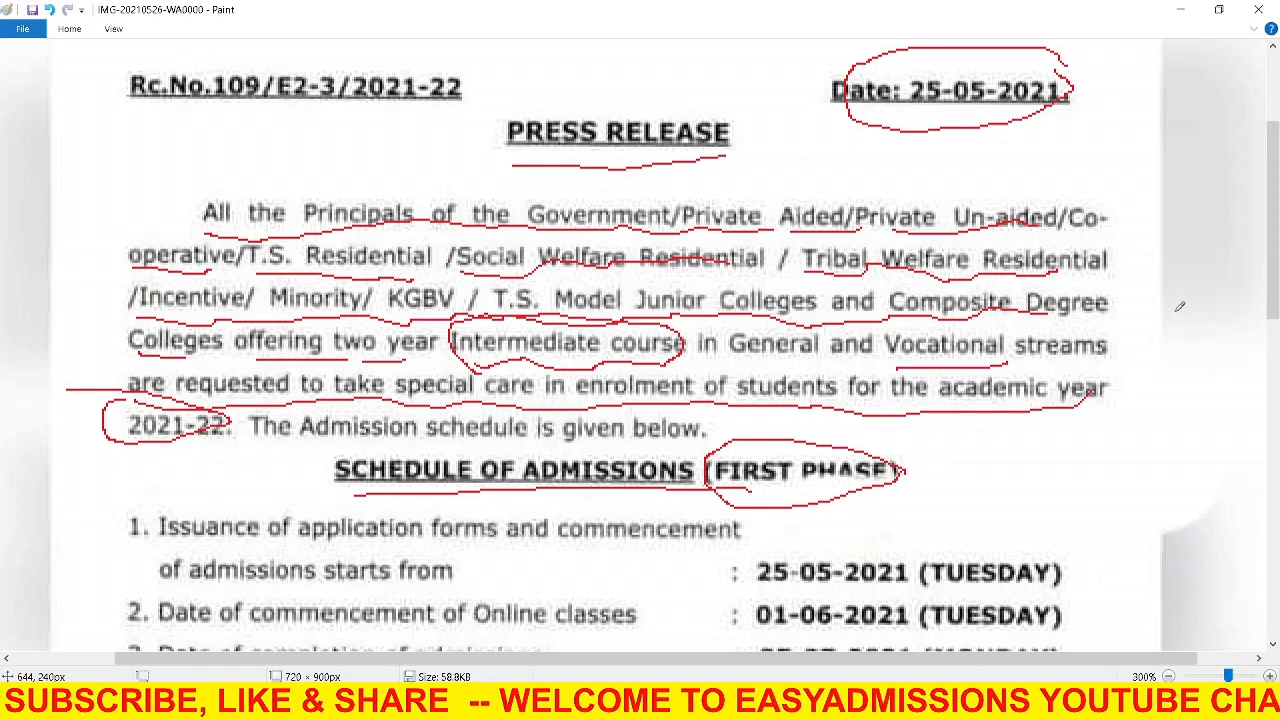 IMG-20210526-WA0000 - Paint
File Home View
Rc.No.109/E2-3/2021-22 Date: 25-05-2021.
PRESS RELEASE
All the Principals of the Government/Private Aided/Private Un-aided/Co-
operative/T.S. Residential /Social Welfare Residential / Tribal Welfare Residential
/Incentive/ Minority/ KGBV / T.S. Model Junior Colleges and Composite Degree
Colleges offering two year Intermediate course in General and Vocational streams
are requested to take special care in enrolment of students for the academic year
2021-22. The Admission schedule is given below.
SCHEDULE OF ADMISSIONS (FIRST PHASE)
1. Issuance of application forms and commencement
of admissions starts from : 25-05-2021 (TUESDAY)
2. Date of commencement of Online classes : 01-06-2021 (TUESDAY)
644, 240px 720 × 900px Size: 58.8KB 300%
SUBSCRIBE, LIKE & SHARE -- WELCOME TO EASYADMISSIONS YOUTUBE CHA